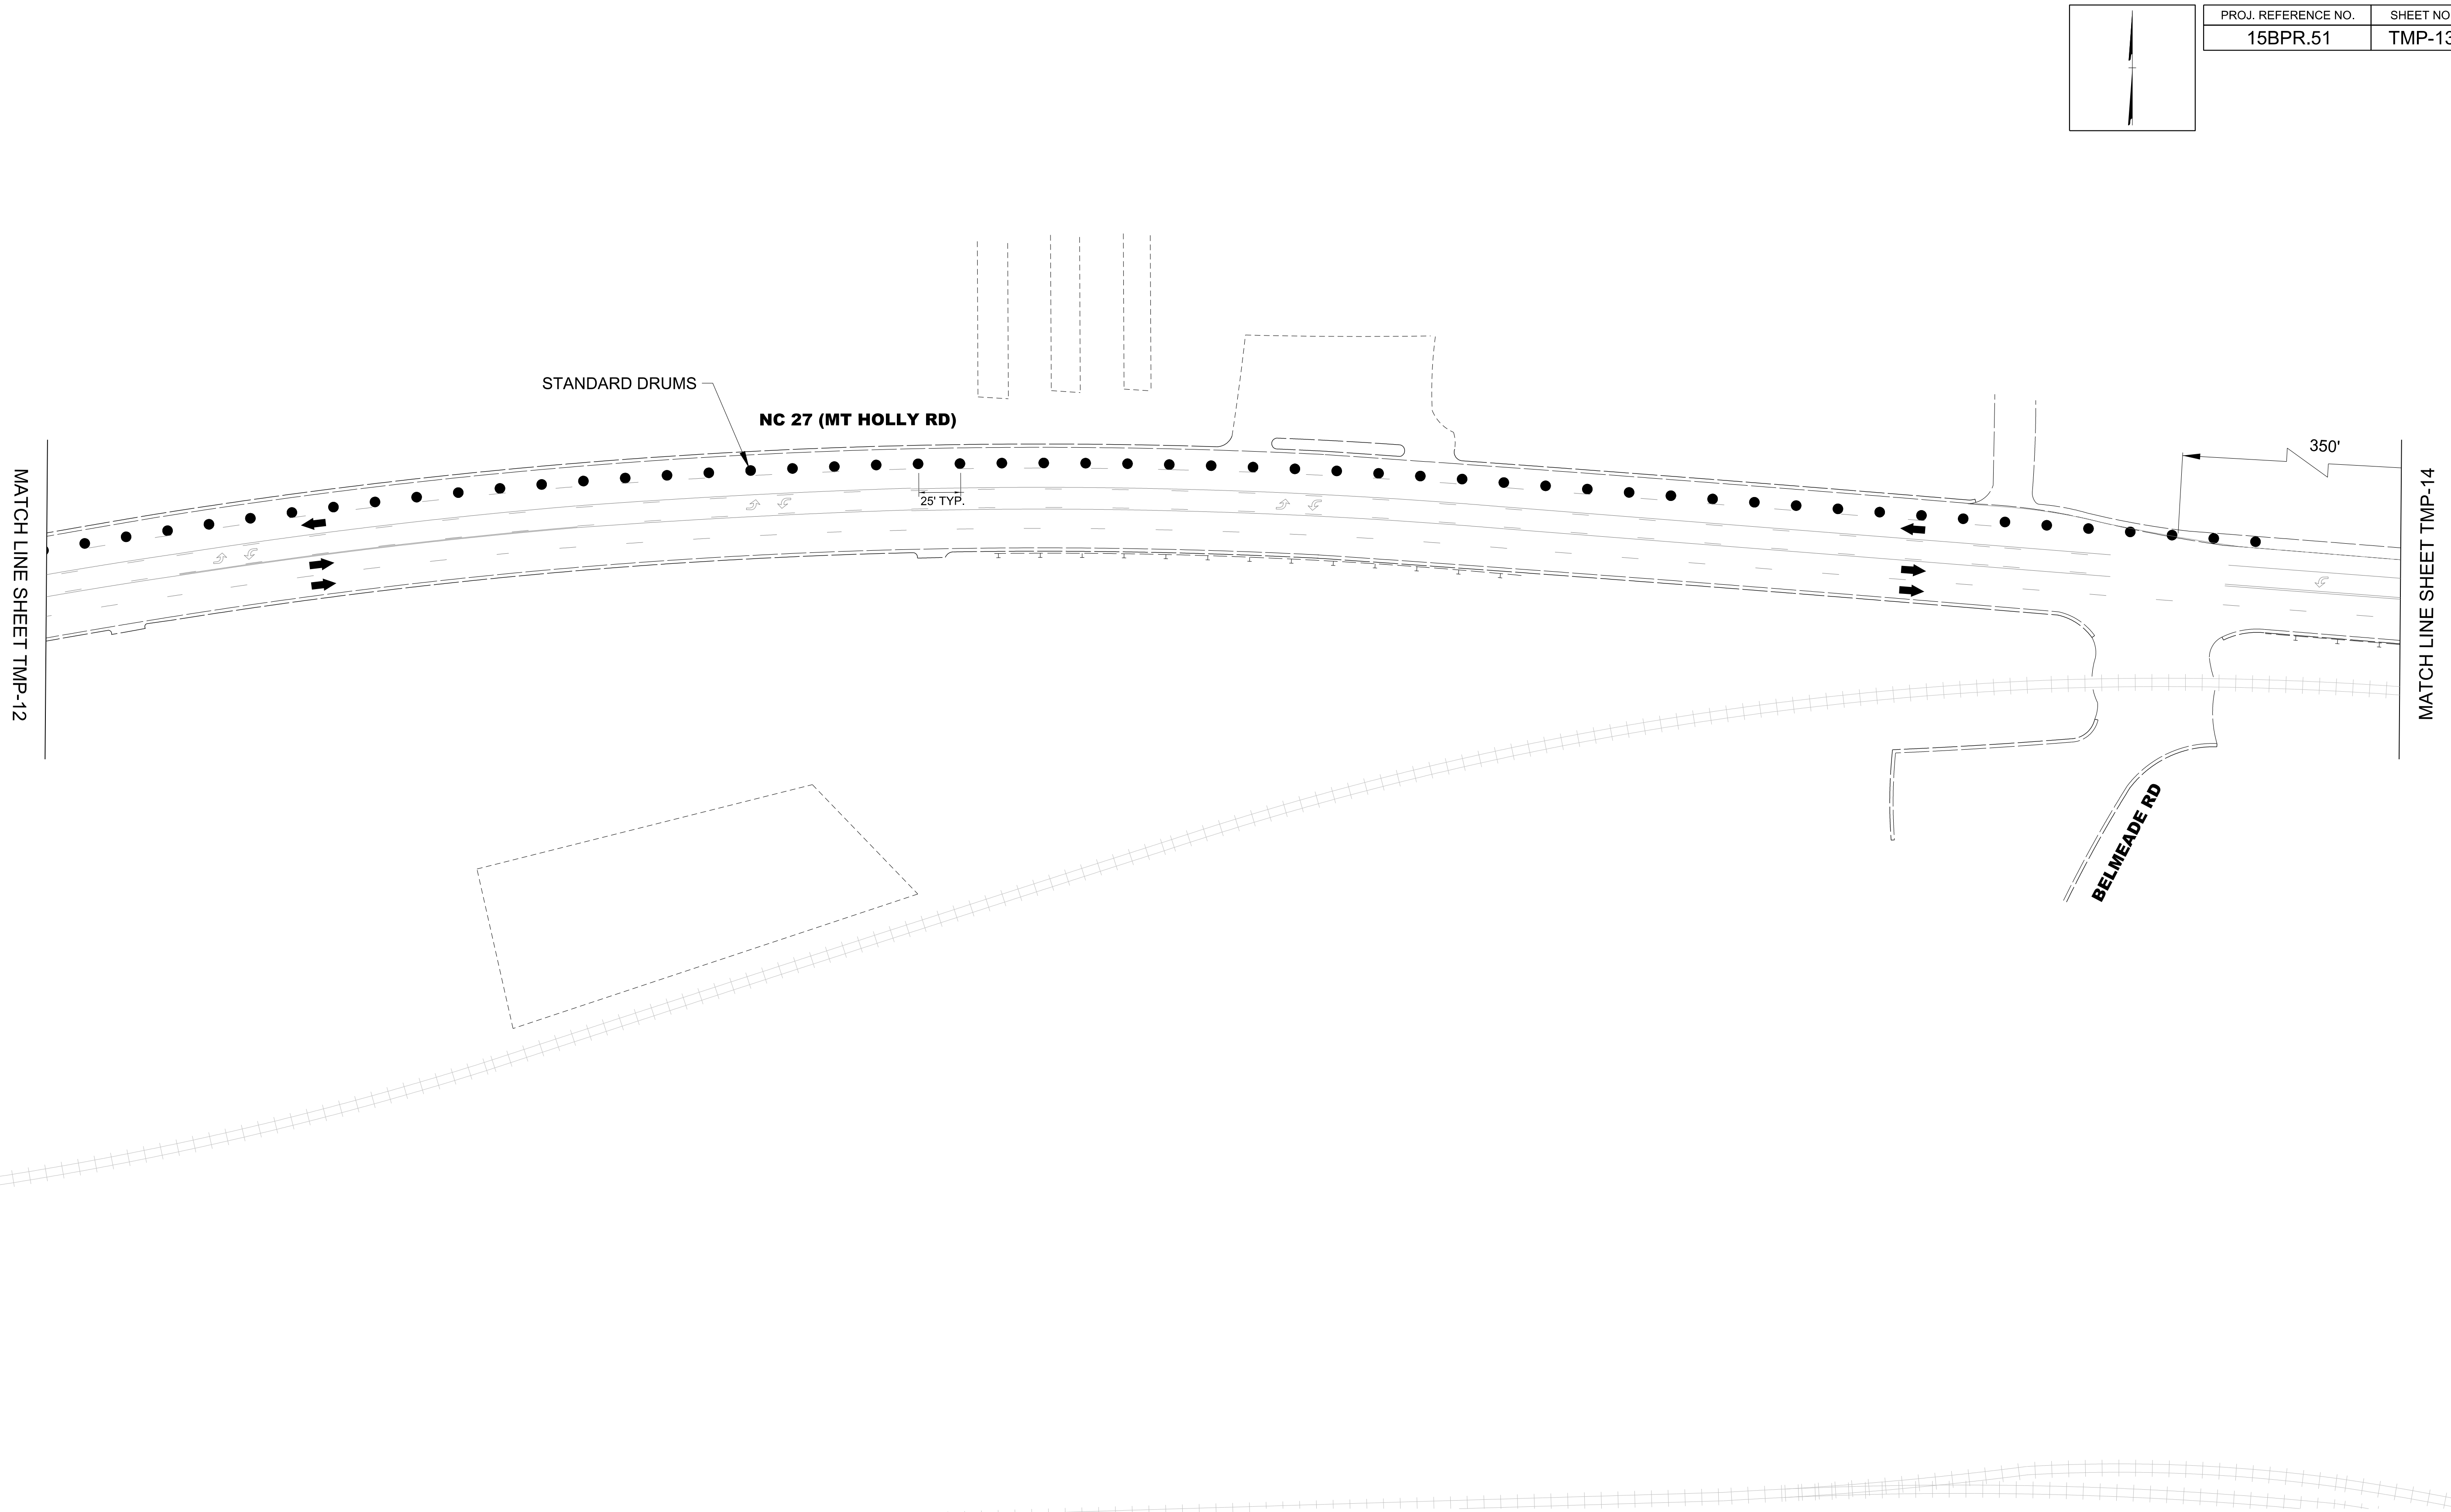 PROJ. REFERENCE NO.
SHEET NO
15BPR.51
TMP-13
350'
STANDARD DRUMS
NC 27 (MT HOLLY RD)
25' TYP.
MATCH LINE SHEET TMP-12
MATCH LINE SHEET TMP-14
BELMEADE RD